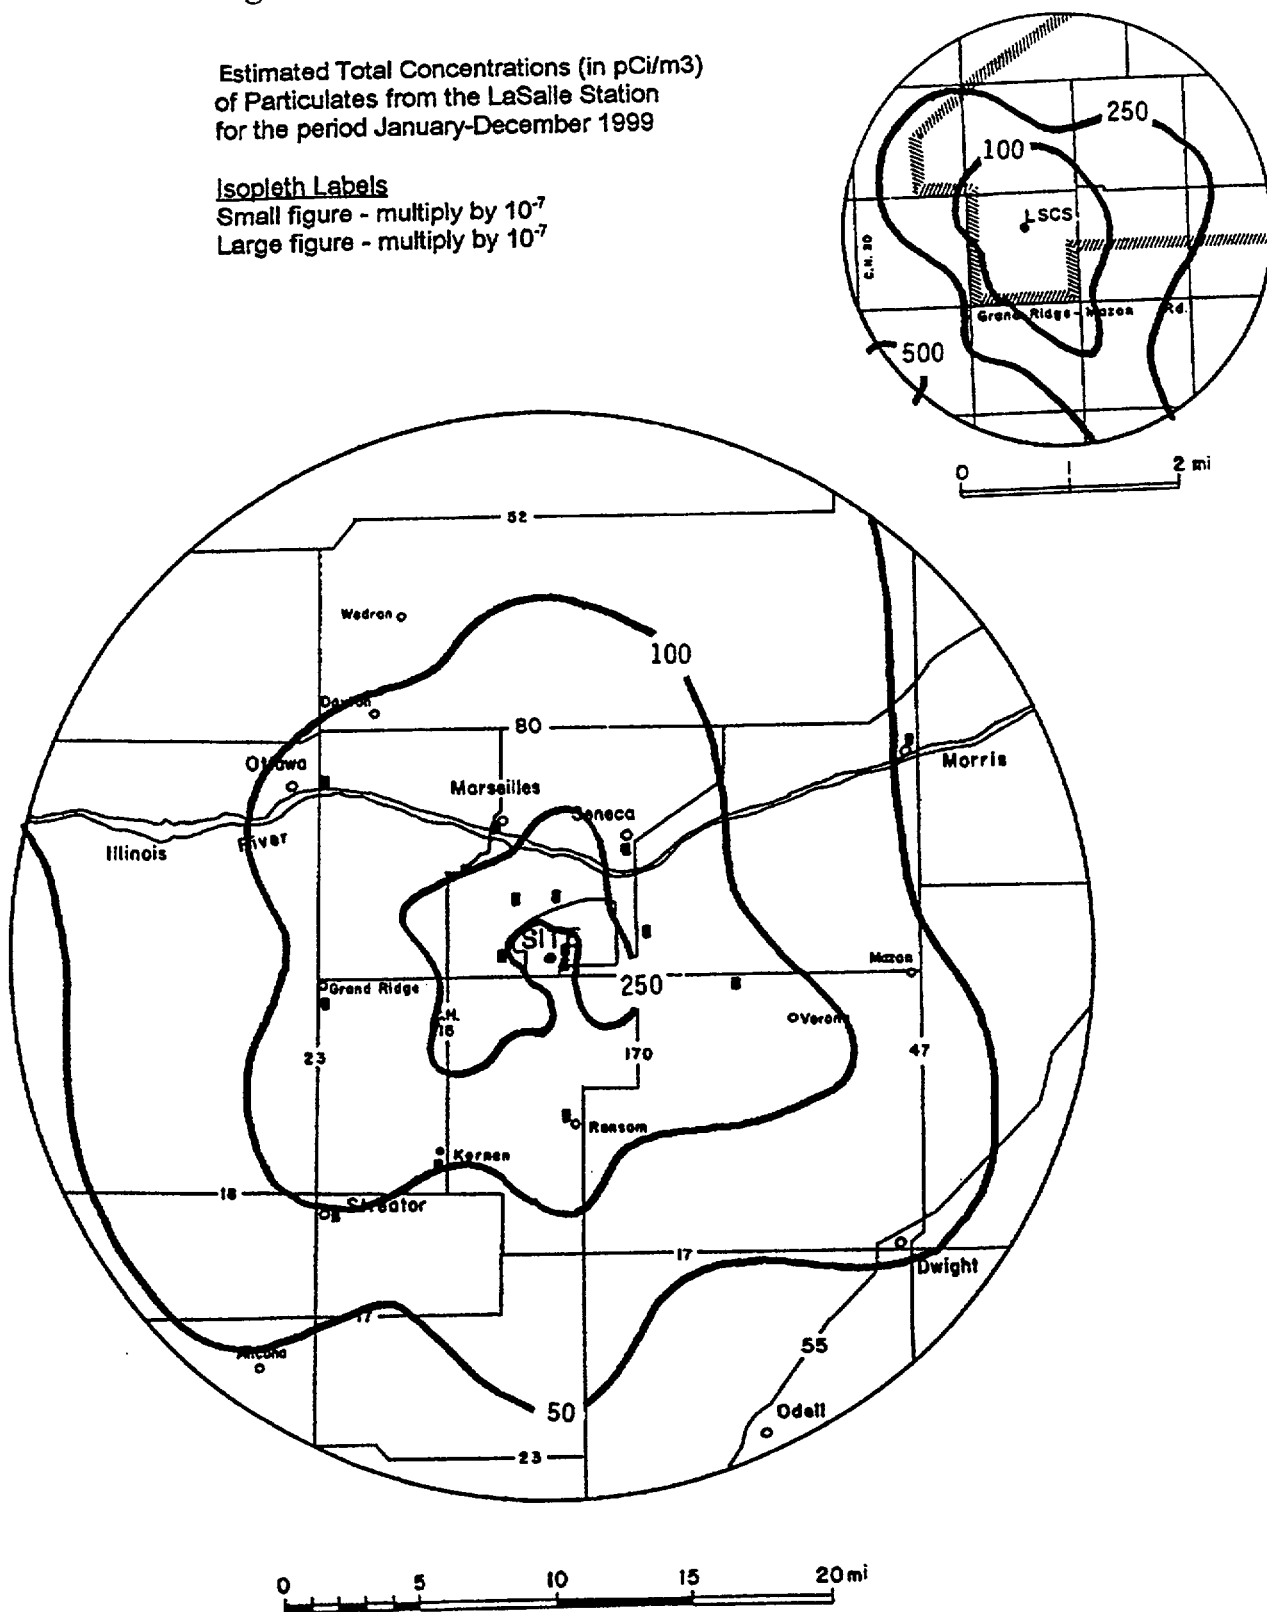 Estimated Total Concentrations (in pCi/m3)
of Particulates from the LaSalle Station
for the period January-December 1999
Isopleth Labels
Small figure - multiply by 10-7
Large figure - multiply by 10-7
250
100
LSCS
C.H. 30
Grand Ridge - Mazon Rd.
500
0 1 2 mi
52
Wedron
100
Dayton
80
Ottawa
Morris
Marseilles
Seneca
Illinois River
SITE
Mazon
Grand Ridge
250
C.H.
16
Verona
23
170
47
Ransom
Kernan
18
Streator
17
Dwight
17
55
Ancona
50
Odell
23
0 5 10 15 20 mi